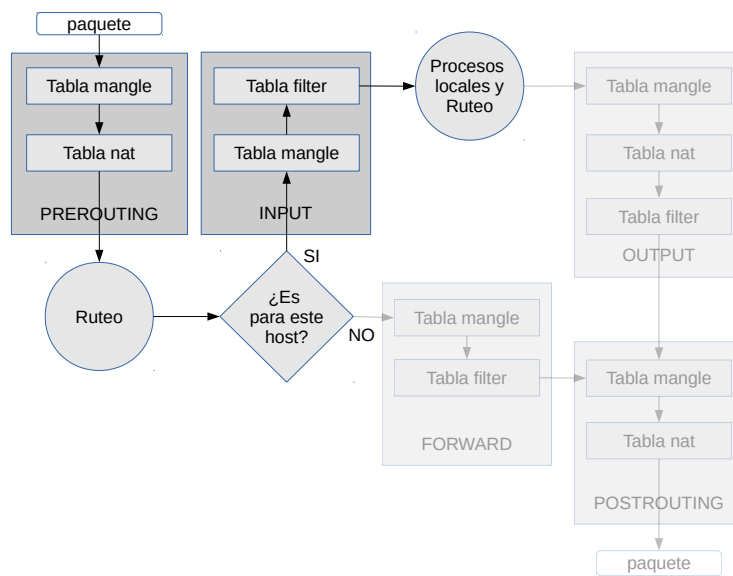 paquete
Tabla mangle
Tabla nat
PREROUTING
Tabla filter
Tabla mangle
INPUT
Procesos
locales y
Ruteo
Tabla mangle
Tabla nat
Tabla filter
OUTPUT
Ruteo
¿Es
para este
host?
SI
NO
Tabla mangle
Tabla filter
FORWARD
Tabla mangle
Tabla nat
POSTROUTING
paquete